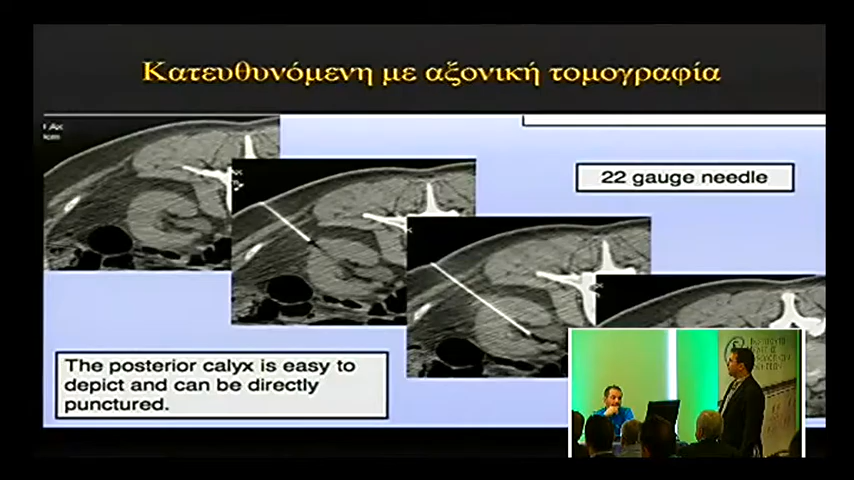 Κατευθυνόμενη με αξονική τομογραφία
22 gauge needle
The posterior calyx is easy to
depict and can be directly
punctured.